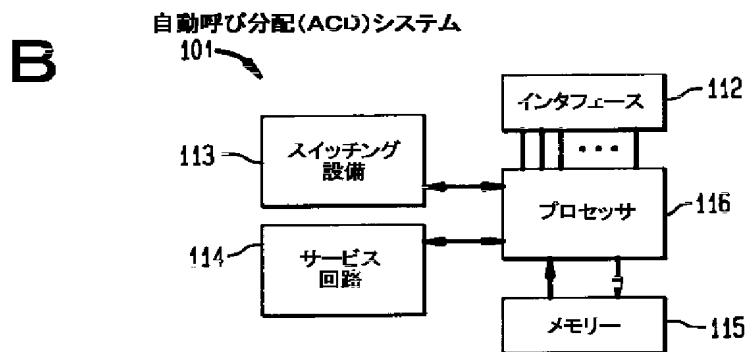 自動呼び分配(ACD)システム
B
101
インタフェース
112
113
スイッチング
設備
プロセッサ
116
114
サービス
回路
メモリー
115